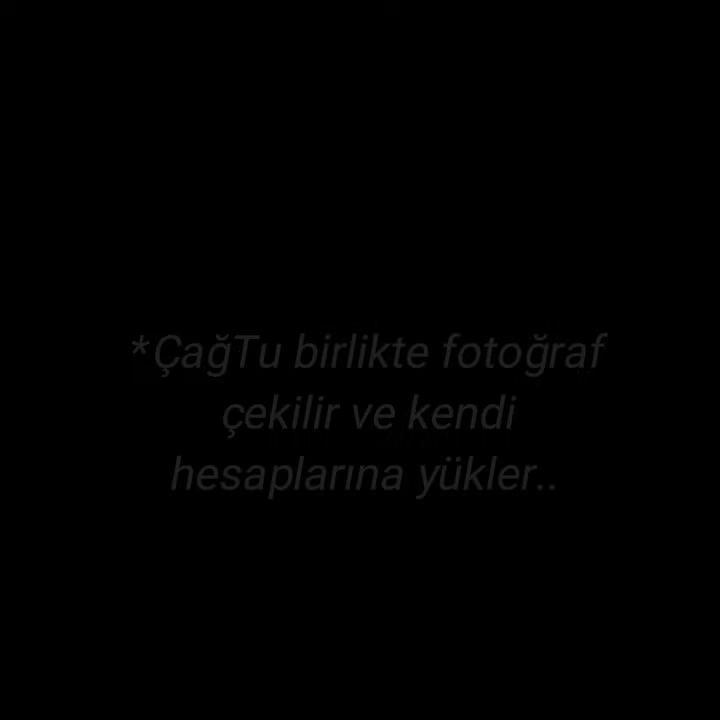 *ÇağTu birlikte fotoğraf
çekilir ve kendi
hesaplarına yükler..